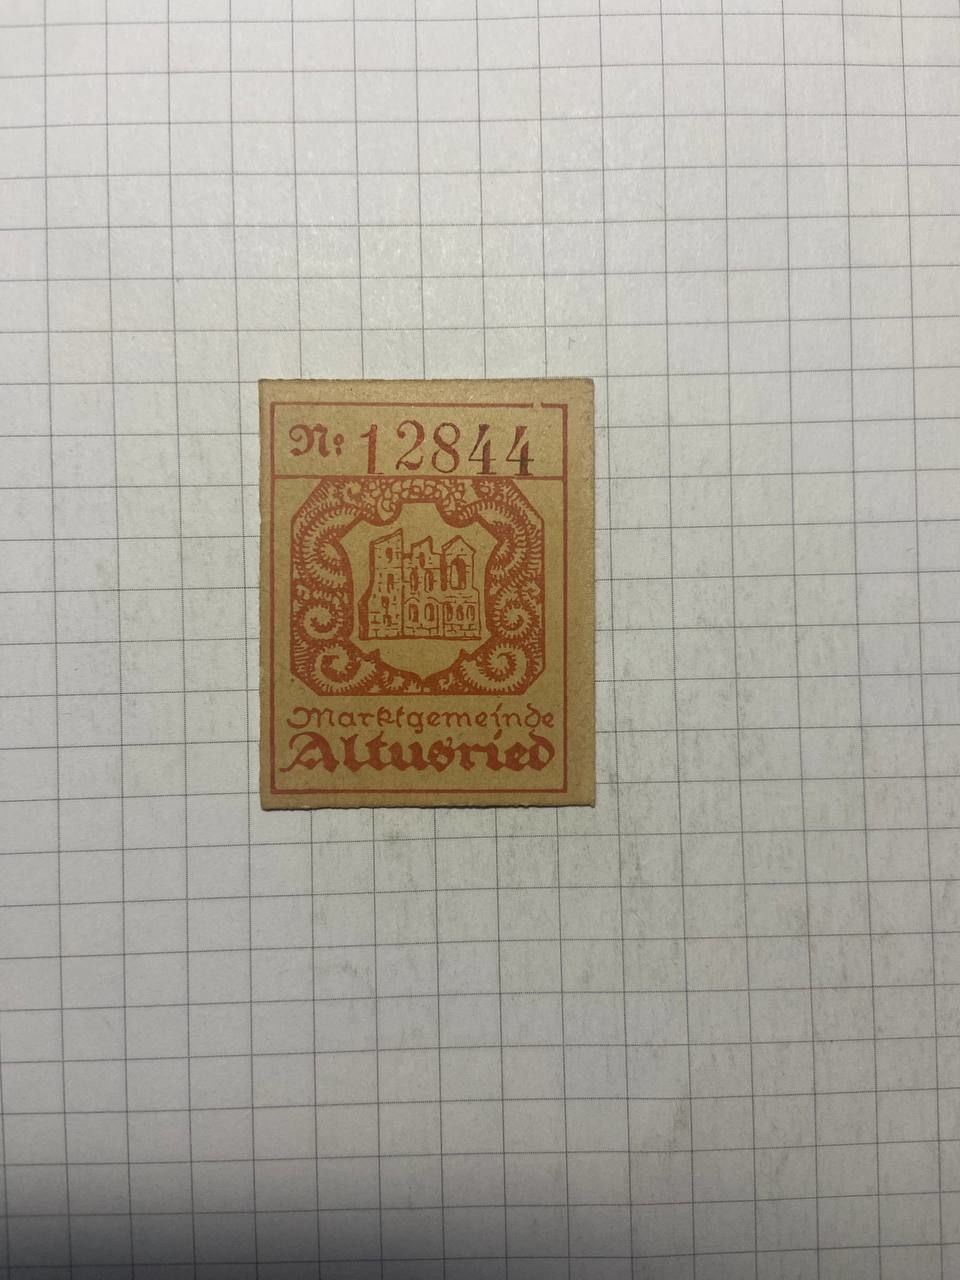 №: 12844
Marktgemeinde
Altusried